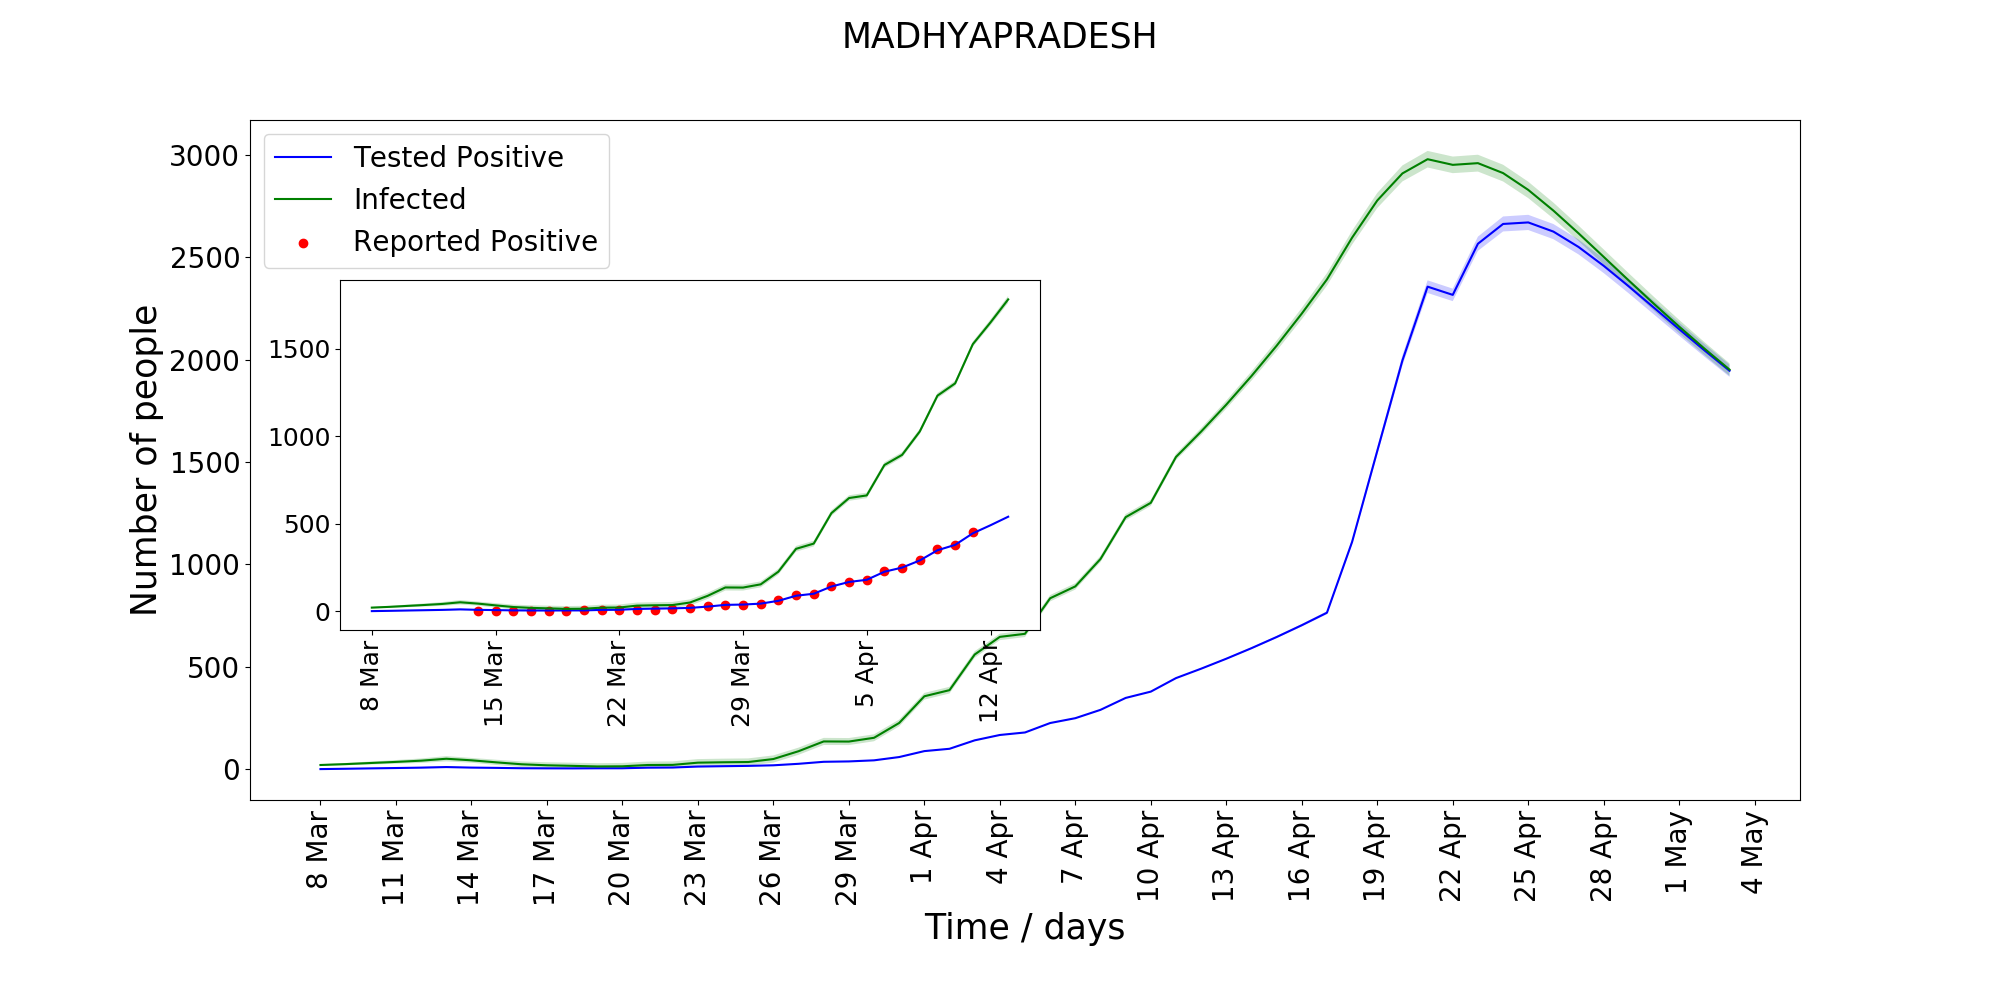 MADHYAPRADESH
Tested Positive
Infected
Reported Positive
Number of people
3000
2500
2000
1500
1000
500
0
1500
1000
500
0
8 Mar
15 Mar
22 Mar
29 Mar
5 Apr
12 Apr
8 Mar
11 Mar
14 Mar
17 Mar
20 Mar
23 Mar
26 Mar
29 Mar
1 Apr
4 Apr
7 Apr
10 Apr
13 Apr
16 Apr
19 Apr
22 Apr
25 Apr
28 Apr
1 May
4 May
Time / days